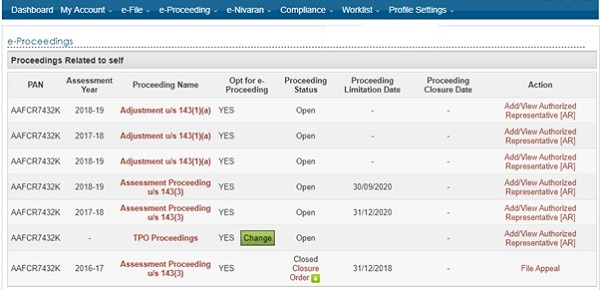 Dashboard My Account e-File e-Proceeding e-Nivaran Compliance Worklist Profile Settings
e-Proceedings
Proceedings Related to self
PAN Assessment Year Proceeding Name Opt for e-Proceeding Proceeding Status Proceeding Limitation Date Proceeding Closure Date Action
AAFCR7432K 2018-19 Adjustment u/s 143(1)(a) YES Open - - Add/View Authorized Representative [AR]
AAFCR7432K 2017-18 Adjustment u/s 143(1)(a) YES Open - - Add/View Authorized Representative [AR]
AAFCR7432K 2018-19 Adjustment u/s 143(1)(a) YES Open - - Add/View Authorized Representative [AR]
AAFCR7432K 2018-19 Assessment Proceeding u/s 143(3) YES Open 30/09/2020 - Add/View Authorized Representative [AR]
AAFCR7432K 2017-18 Assessment Proceeding u/s 143(3) YES Open 31/12/2020 - Add/View Authorized Representative [AR]
AAFCR7432K - TPO Proceedings YES Change Open - Add/View Authorized Representative [AR]
AAFCR7432K 2016-17 Assessment Proceeding u/s 143(3) YES Closed Closure Order 31/12/2018 - File Appeal